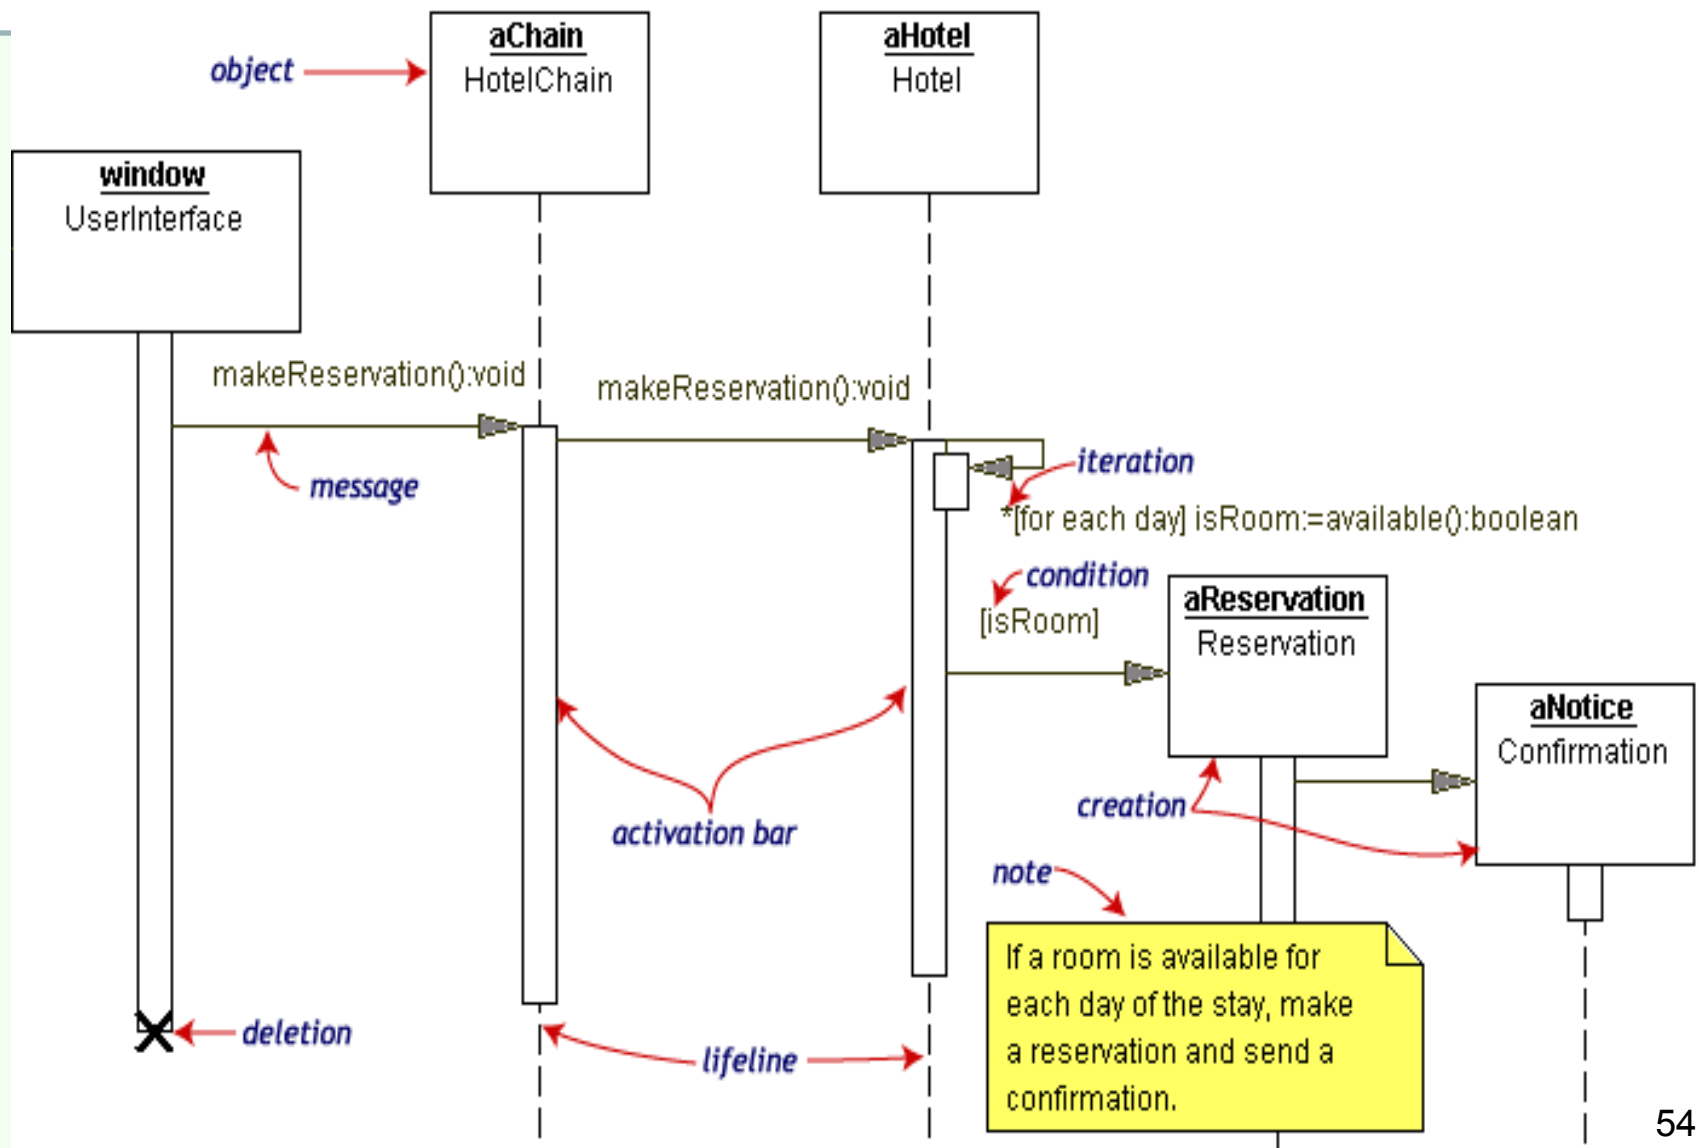 aChain
HotelChain
aHotel
Hotel
object
window
UserInterface
makeReservation():void
makeReservation():void
message
iteration
*[for each day] isRoom:=available():boolean
condition
[isRoom]
aReservation
Reservation
aNotice
Confirmation
creation
activation bar
note
If a room is available for
each day of the stay, make
a reservation and send a
confirmation.
deletion
lifeline
54